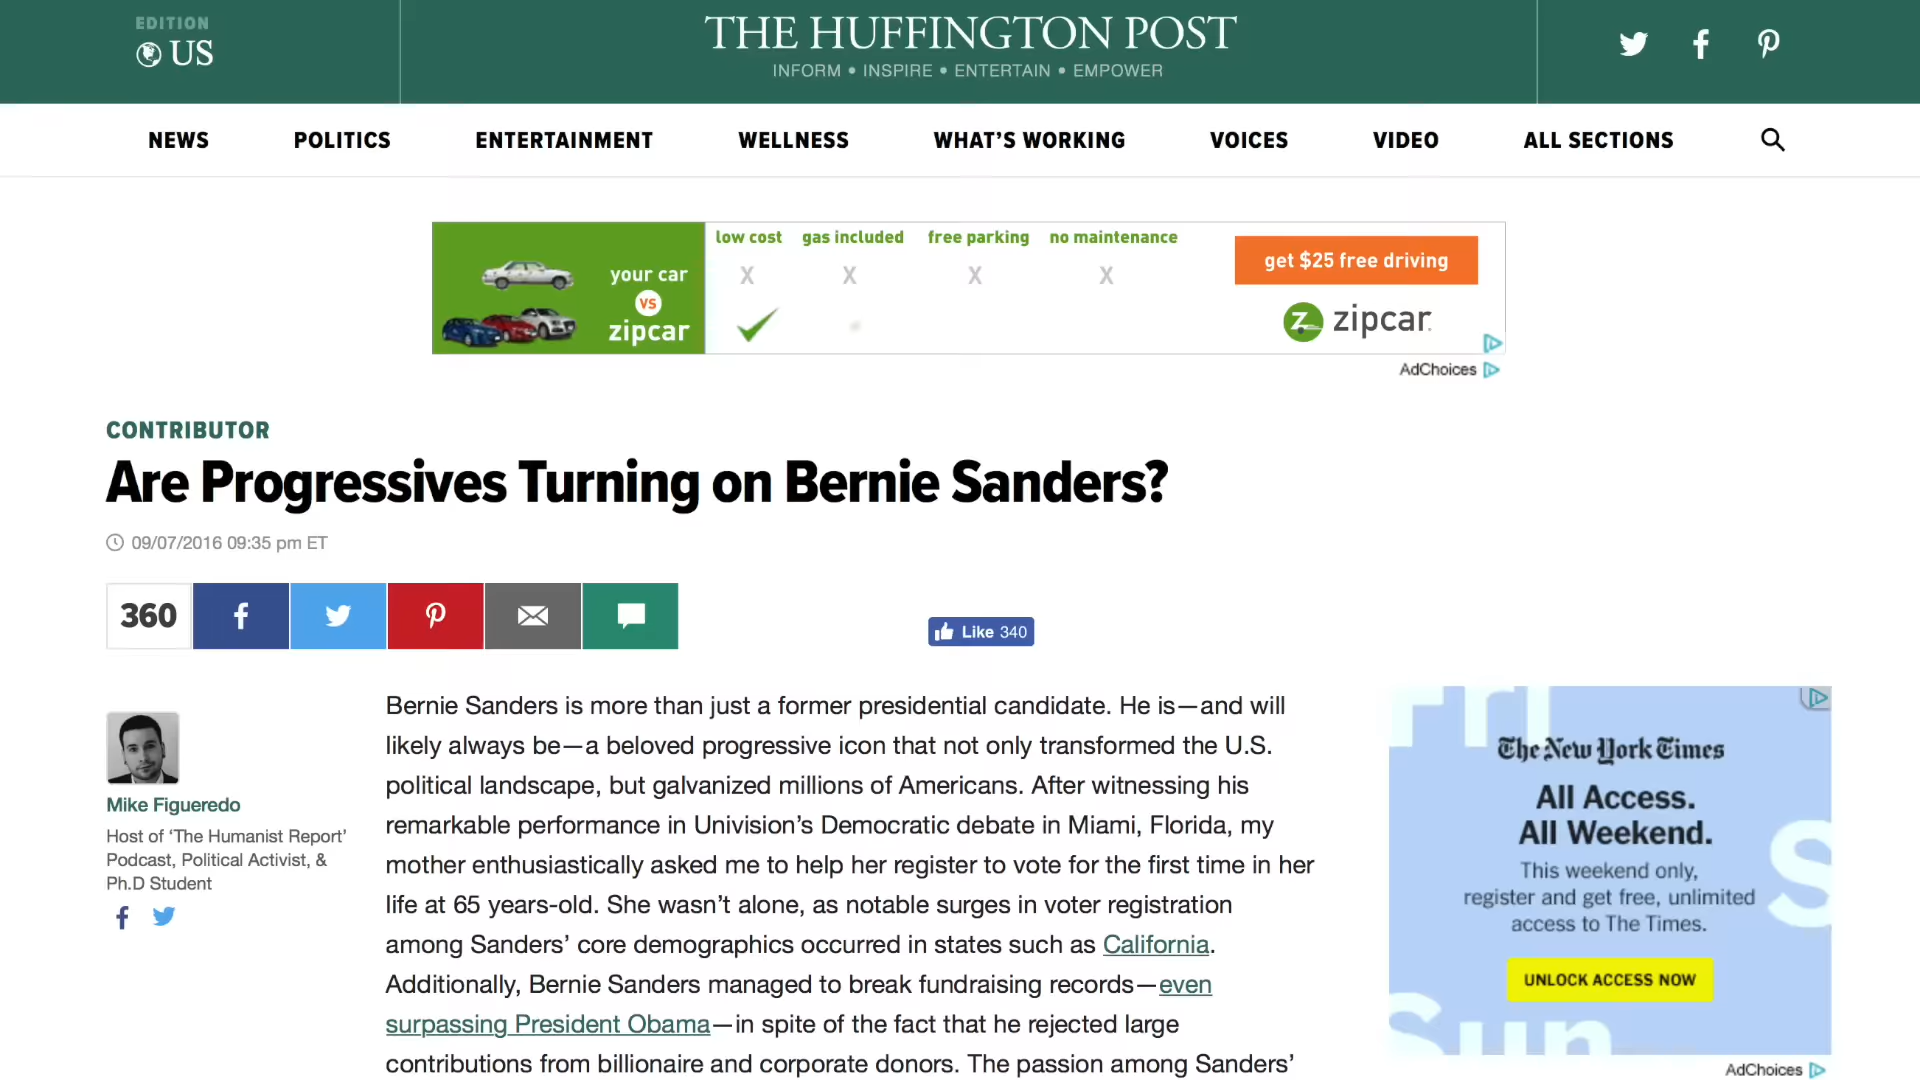 EDITION
US
THE HUFFINGTON POST
INFORM • INSPIRE • ENTERTAIN • EMPOWER
NEWS POLITICS ENTERTAINMENT WELLNESS WHAT'S WORKING VOICES VIDEO ALL SECTIONS
low cost gas included free parking no maintenance
your car X X X X
vs
zipcar
get $25 free driving
zipcar
AdChoices
CONTRIBUTOR
Are Progressives Turning on Bernie Sanders?
09/07/2016 09:35 pm ET
360
Like 340
Mike Figueredo
Host of ‘The Humanist Report’
Podcast, Political Activist, &
Ph.D Student
Bernie Sanders is more than just a former presidential candidate. He is—and will
likely always be—a beloved progressive icon that not only transformed the U.S.
political landscape, but galvanized millions of Americans. After witnessing his
remarkable performance in Univision’s Democratic debate in Miami, Florida, my
mother enthusiastically asked me to help her register to vote for the first time in her
life at 65 years-old. She wasn’t alone, as notable surges in voter registration
among Sanders’ core demographics occurred in states such as California.
Additionally, Bernie Sanders managed to break fundraising records—even
surpassing President Obama—in spite of the fact that he rejected large
contributions from billionaire and corporate donors. The passion among Sanders’
Fri
The New York Times
All Access.
All Weekend.
This weekend only,
register and get free, unlimited
access to The Times.
UNLOCK ACCESS NOW
S
Sun
AdChoices